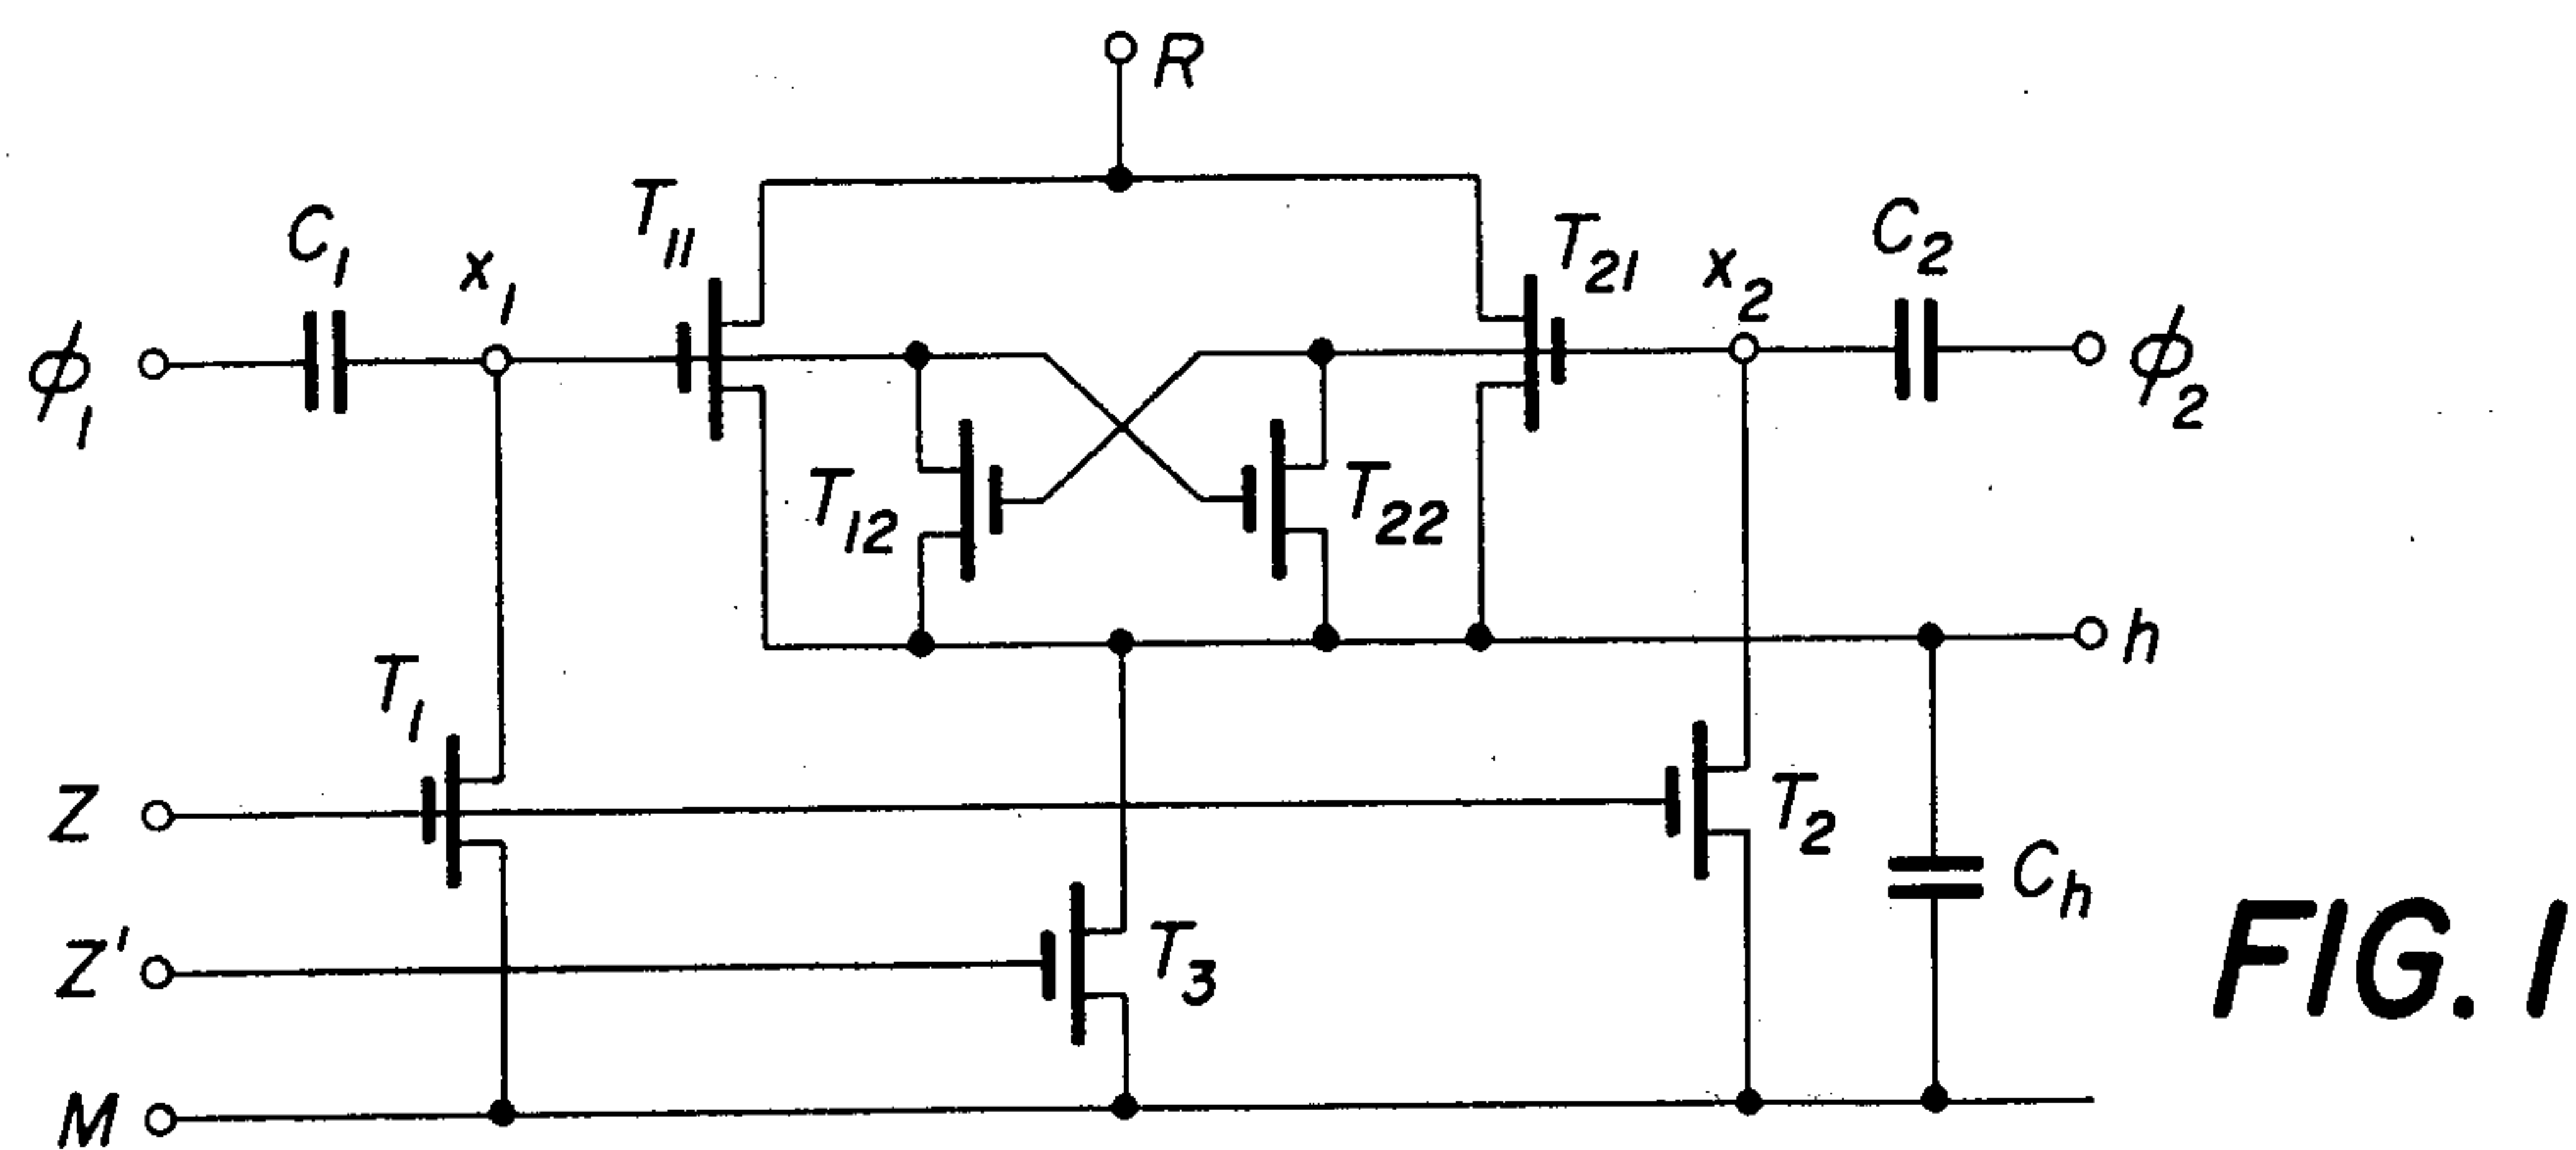 R
T₁₁
C₁
x₁
T₂₁
x₂
C₂
ϕ₁
ϕ₂
T₁₂
T₂₂
h
T₁
Z
T₂
Cₕ
Z'
T₃
M
FIG. 1